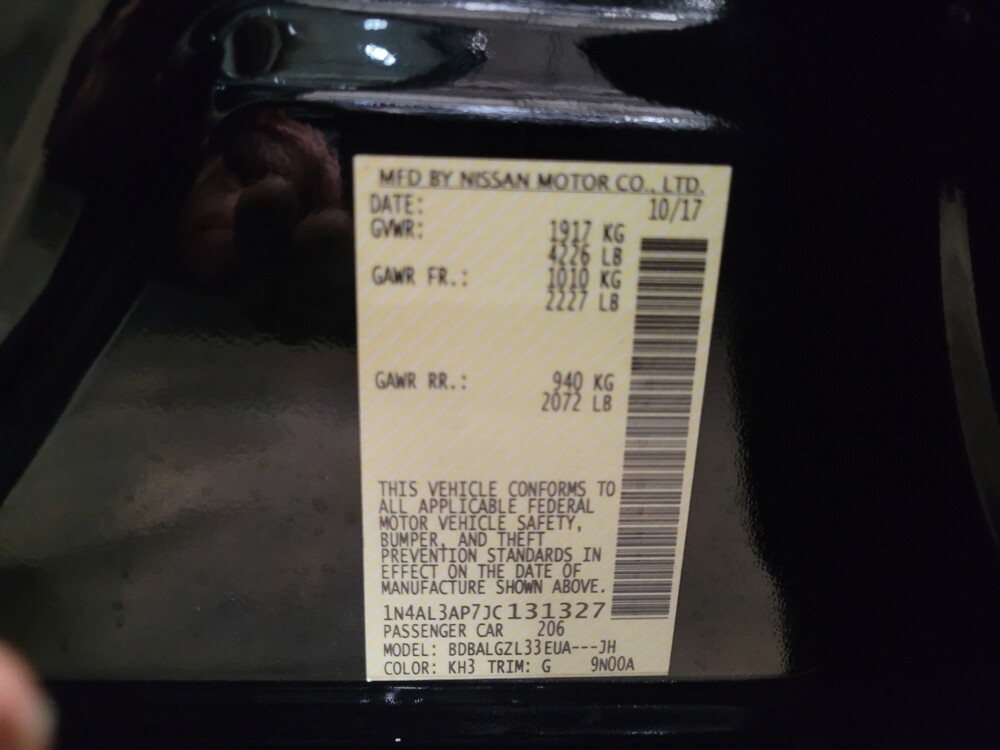 MFD BY NISSAN MOTOR CO., LTD.
DATE: 10/17
GVWR: 1917 KG
4226 LB
GAWR FR.: 1010 KG
2227 LB
GAWR RR.: 940 KG
2072 LB
THIS VEHICLE CONFORMS TO
ALL APPLICABLE FEDERAL
MOTOR VEHICLE SAFETY,
BUMPER, AND THEFT
PREVENTION STANDARDS IN
EFFECT ON THE DATE OF
MANUFACTURE SHOWN ABOVE.
1N4AL3AP7JC131327
PASSENGER CAR 206
MODEL: BDBALGZL33EUA---JH
COLOR: KH3 TRIM: G 9N00A